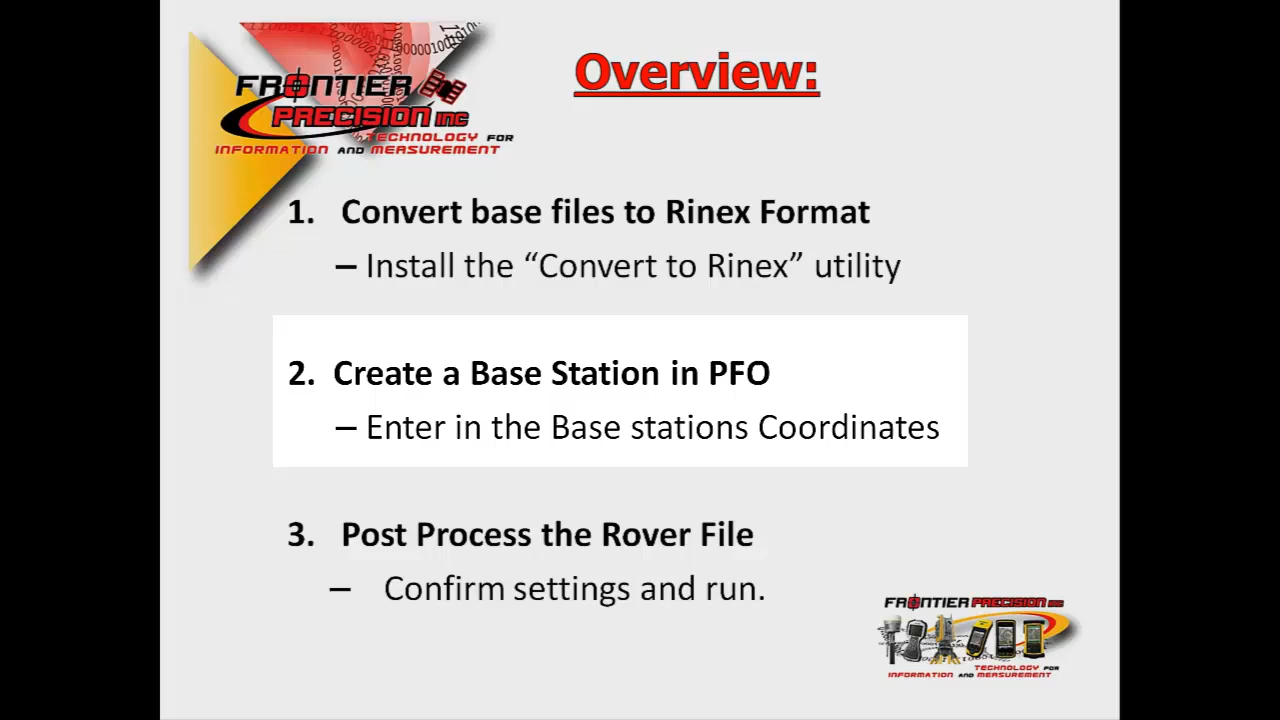 Overview:
FRONTIER
PRECISION INC
TECHNOLOGY FOR
INFORMATION AND MEASUREMENT
1. Convert base files to Rinex Format
– Install the “Convert to Rinex” utility
2. Create a Base Station in PFO
– Enter in the Base stations Coordinates
3. Post Process the Rover File
– Confirm settings and run.
FRONTIER PRECISION INC
TECHNOLOGY FOR
INFORMATION AND MEASUREMENT